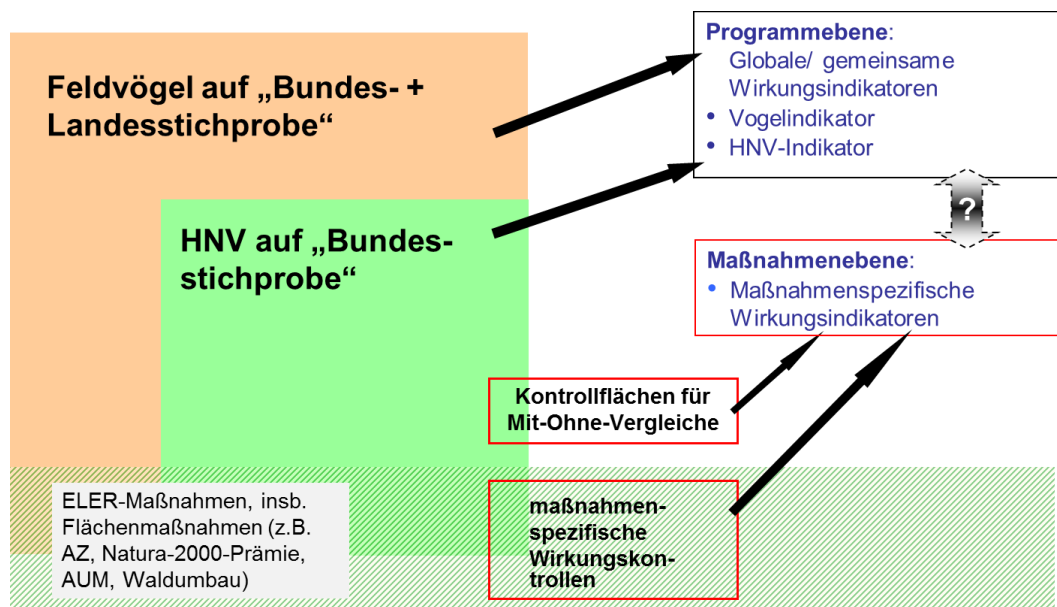 Feldvögel auf „Bundes- +
Landesstichprobe“
HNV auf „Bundes-
stichprobe“
Programmebene:
Globale/ gemeinsame
Wirkungsindikatoren
• Vogelindikator
• HNV-Indikator
?
Maßnahmenebene:
• Maßnahmenspezifische
Wirkungsindikatoren
Kontrollflächen für
Mit-Ohne-Vergleiche
ELER-Maßnahmen, insb.
Flächenmaßnahmen (z.B.
AZ, Natura-2000-Prämie,
AUM, Waldumbau)
maßnahmen-
spezifische
Wirkungskon-
trollen